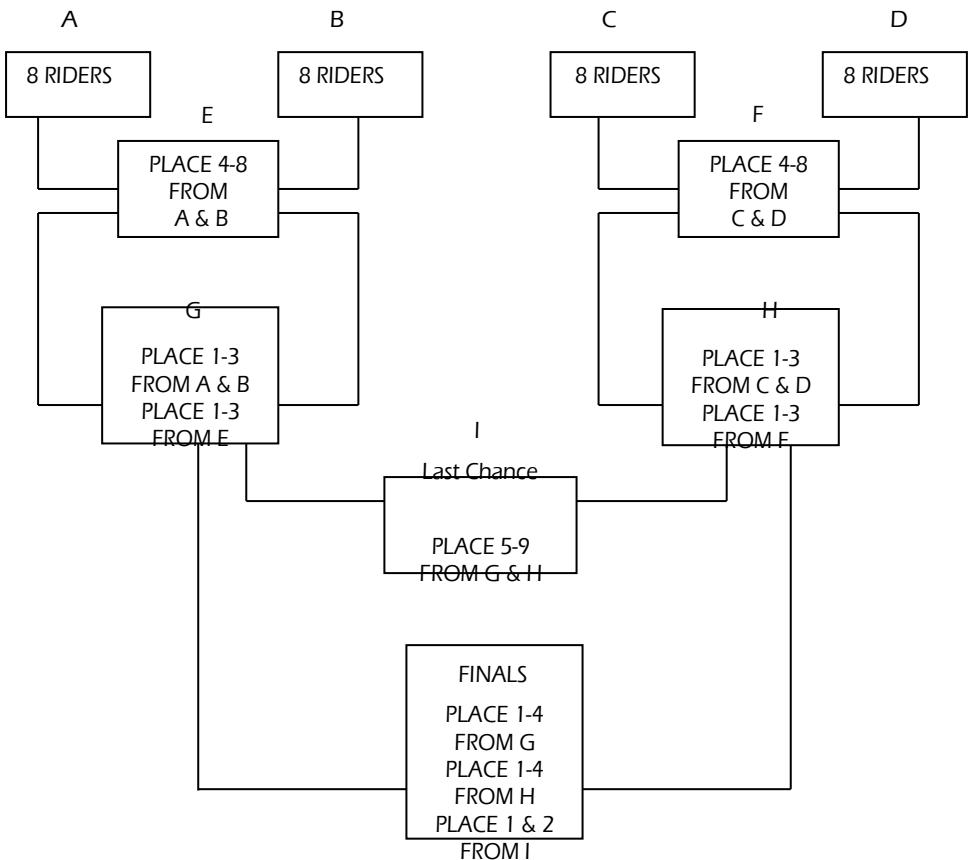 A
B
C
D
8 RIDERS
8 RIDERS
8 RIDERS
8 RIDERS
E
F
PLACE 4-8
FROM
A & B
PLACE 4-8
FROM
C & D
G
PLACE 1-3
FROM A & B
PLACE 1-3
FROM E
H
PLACE 1-3
FROM C & D
PLACE 1-3
FROM F
I
Last Chance
PLACE 5-9
FROM G & H
FINALS
PLACE 1-4
FROM G
PLACE 1-4
FROM H
PLACE 1 & 2
FROM I